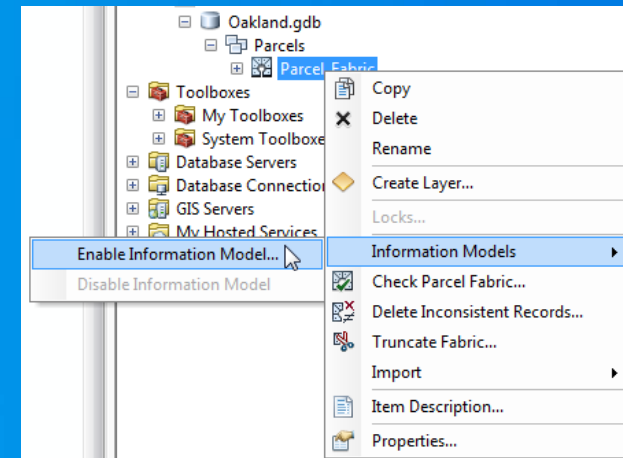 Oakland.gdb
Parcels
Parcel_Fabric
Toolboxes
My Toolboxes
System Toolboxe
Database Servers
Database Connection
GIS Servers
My Hosted Services
Copy
Delete
Rename
Create Layer...
Locks...
Information Models
Check Parcel Fabric...
Delete Inconsistent Records...
Truncate Fabric...
Import
Item Description...
Properties...
Enable Information Model...
Disable Information Model